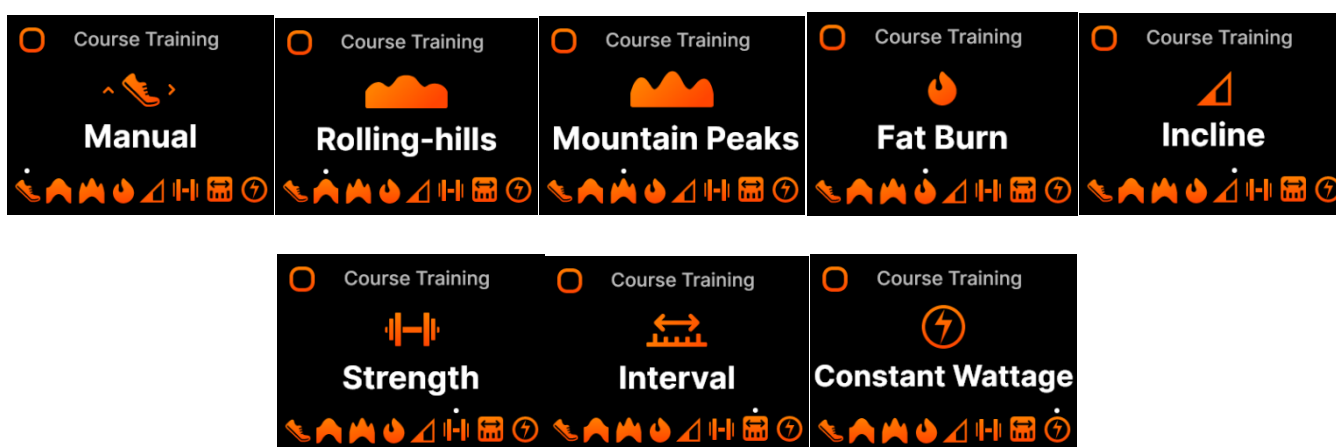 Course Training
Manual
Course Training
Rolling-hills
Course Training
Mountain Peaks
Course Training
Fat Burn
Course Training
Incline
Course Training
Strength
Course Training
Interval
Course Training
Constant Wattage